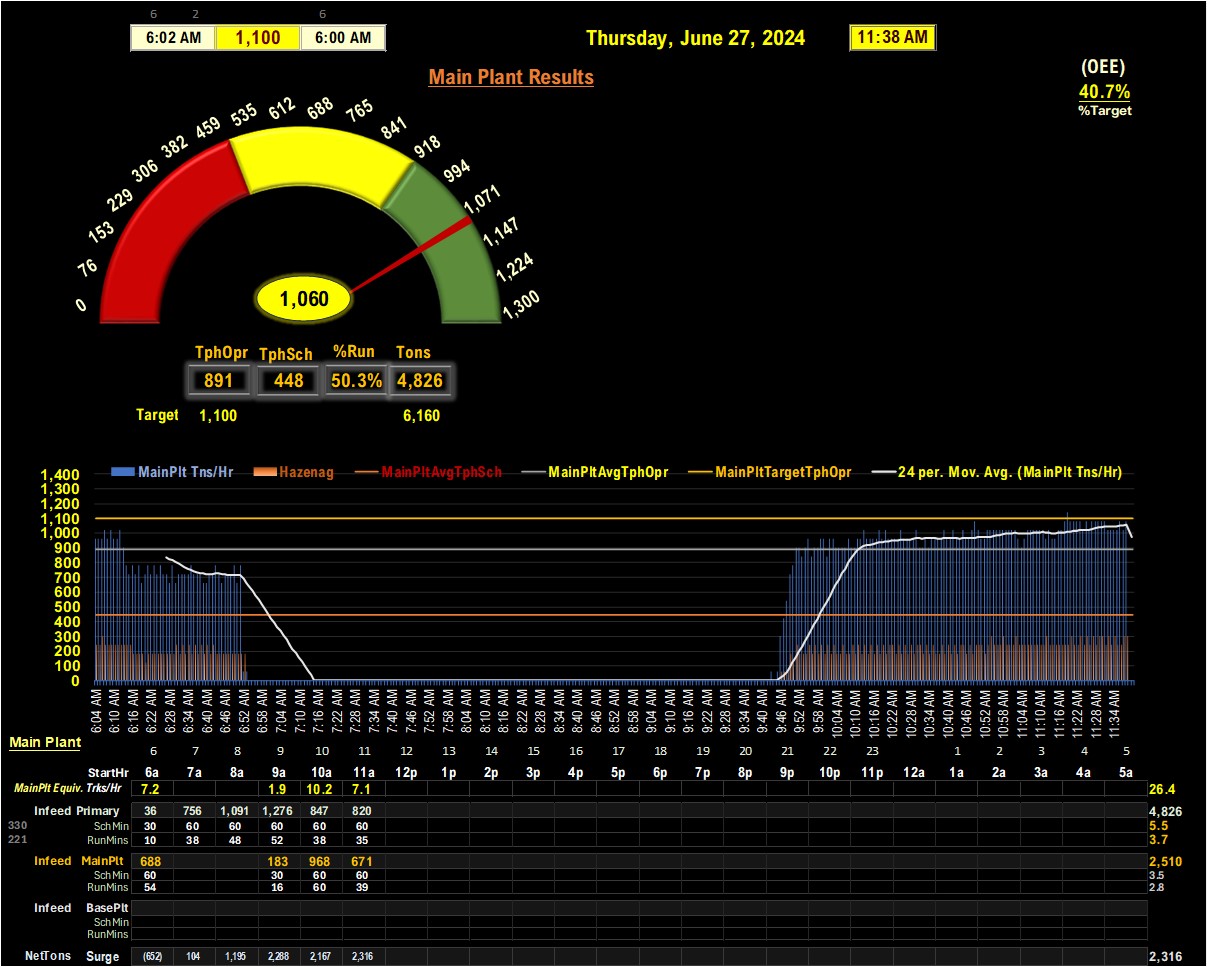 6 2 6
6:02 AM 1,100 6:00 AM
Thursday, June 27, 2024 11:38 AM
(OEE)
40.7%
%Target
Main Plant Results
0 76 153 229 306 382 459 535 612 688 765 841 918 994 1,071 1,147 1,224 1,300
1,060
TphOpr TphSch %Run Tons
891 448 50.3% 4,826
Target 1,100 6,160
MainPlt Tns/Hr Hazenag MainPltAvgTphSch MainPltAvgTphOpr MainPltTargetTphOpr 24 per. Mov. Avg. (MainPlt Tns/Hr)
1,400
1,300
1,200
1,100
1,000
900
800
700
600
500
400
300
200
100
0
6:04 AM 6:10 AM 6:16 AM 6:22 AM 6:28 AM 6:34 AM 6:40 AM 6:46 AM 6:52 AM 6:58 AM 7:04 AM 7:10 AM 7:16 AM 7:22 AM 7:28 AM 7:34 AM 7:40 AM 7:46 AM 7:52 AM 7:58 AM 8:04 AM 8:10 AM 8:16 AM 8:22 AM 8:28 AM 8:34 AM 8:40 AM 8:46 AM 8:52 AM 8:58 AM 9:04 AM 9:10 AM 9:16 AM 9:22 AM 9:28 AM 9:34 AM 9:40 AM 9:46 AM 9:52 AM 9:58 AM 10:04 AM 10:10 AM 10:16 AM 10:22 AM 10:28 AM 10:34 AM 10:40 AM 10:46 AM 10:52 AM 10:58 AM 11:04 AM 11:10 AM 11:16 AM 11:22 AM 11:28 AM 11:34 AM
Main Plant
6 7 8 9 10 11 12 13 14 15 16 17 18 19 20 21 22 23 1 2 3 4 5
StartHr 6a 7a 8a 9a 10a 11a 12p 1p 2p 3p 4p 5p 6p 7p 8p 9p 10p 11p 12a 1a 2a 3a 4a 5a
MainPlt Equiv. Trks/Hr 7.2 1.9 10.2 7.1 26.4
Infeed Primary 36 756 1,091 1,276 847 820 4,826
330 SchMin 30 60 60 60 60 60 5.5
221 RunMins 10 38 48 52 38 35 3.7
Infeed MainPlt 688 183 968 671 2,510
SchMin 60 30 60 60 3.5
RunMins 54 16 60 39 2.8
Infeed BasePlt
SchMin
RunMins
NetTons Surge (652) 104 1,195 2,288 2,167 2,316 2,316